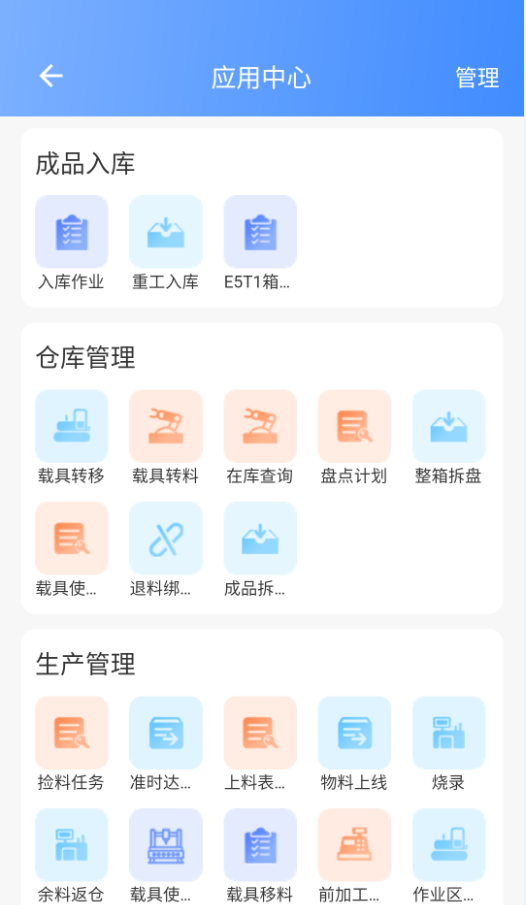 应用中心
管理
成品入库
入库作业 重工入库 E5T1箱...
仓库管理
载具转移 载具转料 在库查询 盘点计划 整箱拆盘
载具使... 退料绑... 成品拆...
生产管理
捡料任务 准时达... 上料表... 物料上线 烧录
余料返仓 载具使... 载具移料 前加工... 作业区...